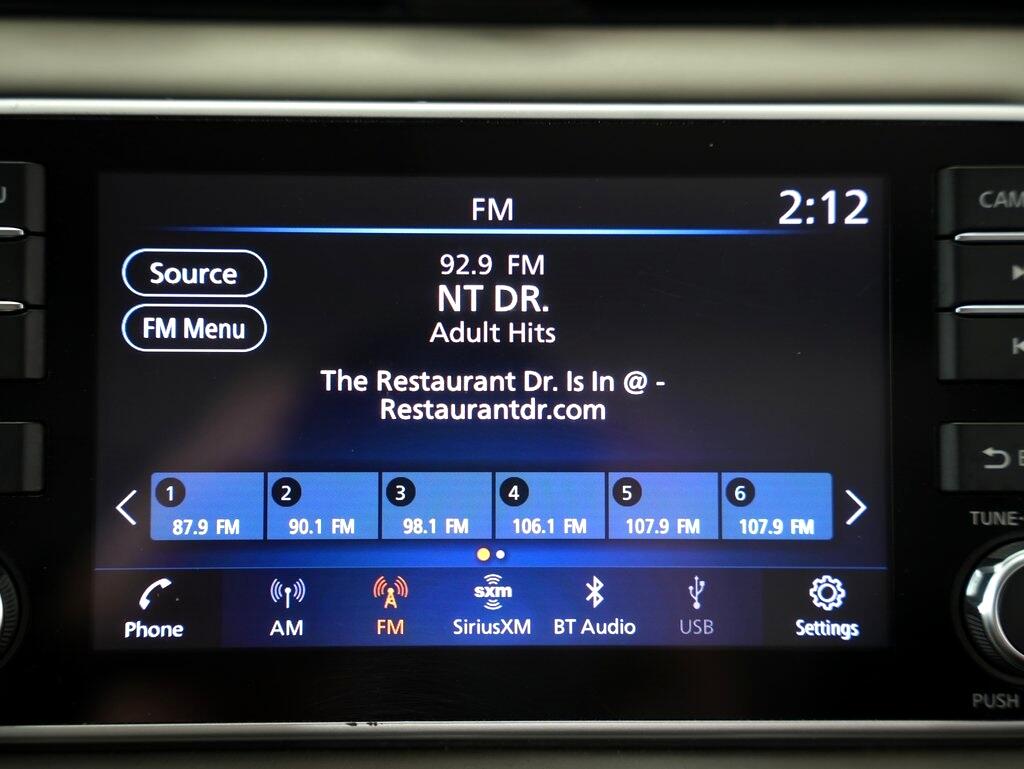 FM
2:12
Source
FM Menu
92.9 FM
NT DR.
Adult Hits
The Restaurant Dr. Is In @ -
Restaurantdr.com
1
87.9 FM
2
90.1 FM
3
98.1 FM
4
106.1 FM
5
107.9 FM
6
107.9 FM
Phone
AM
FM
sxm
SiriusXM
BT Audio
USB
Settings
CAM
TUNE-
PUSH